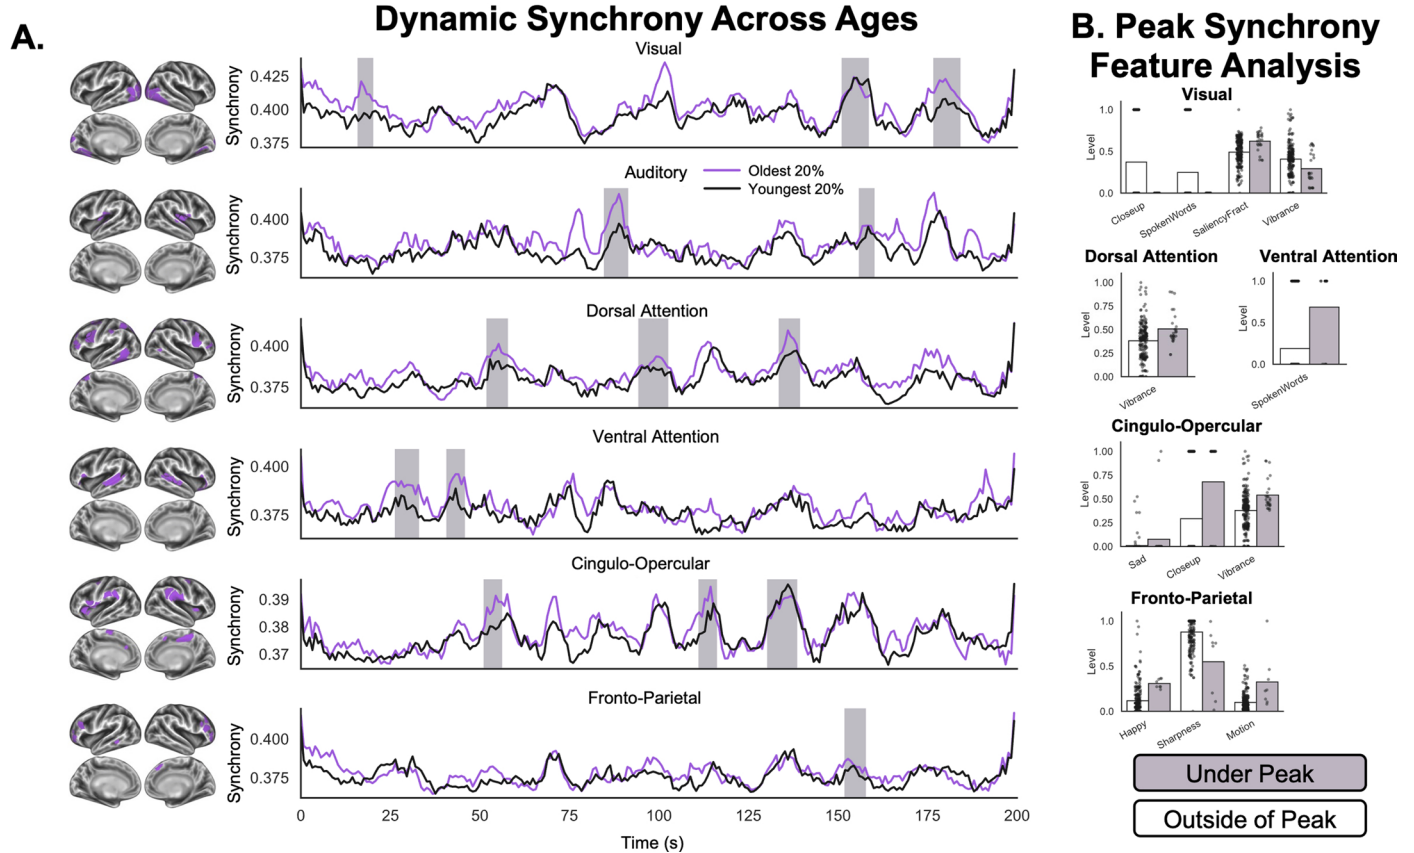 A.
Dynamic Synchrony Across Ages
Visual
Synchrony
0.425
0.400
0.375
Auditory
Oldest 20%
Youngest 20%
Synchrony
0.400
0.375
Dorsal Attention
Synchrony
0.400
0.375
Ventral Attention
Synchrony
0.400
0.375
Cingulo-Opercular
Synchrony
0.39
0.38
0.37
Fronto-Parietal
Synchrony
0.400
0.375
0 25 50 75 100 125 150 175 200
Time (s)
B. Peak Synchrony
Feature Analysis
Visual
Level
1.0
0.5
0.0
Closeup SpokenWords SaliencyFract Vibrance
Dorsal Attention
Level
1.00
0.75
0.50
0.25
0.00
Vibrance
Ventral Attention
Level
1.0
0.5
0.0
SpokenWords
Cingulo-Opercular
Level
1.00
0.75
0.50
0.25
0.00
Sad Closeup Vibrance
Fronto-Parietal
Level
1.0
0.5
0.0
Happy Sharpness Motion
Under Peak
Outside of Peak